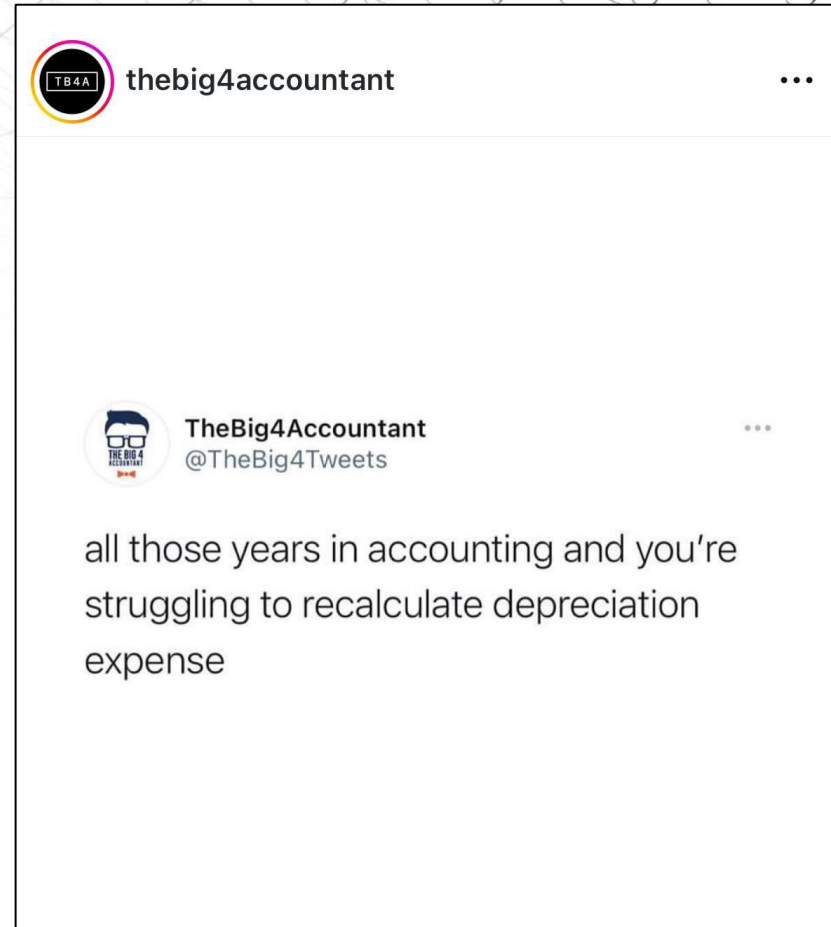 TB4A
thebig4accountant
TheBig4Accountant
@TheBig4Tweets
THE BIG 4
ACCOUNTANT
all those years in accounting and you're
struggling to recalculate depreciation
expense